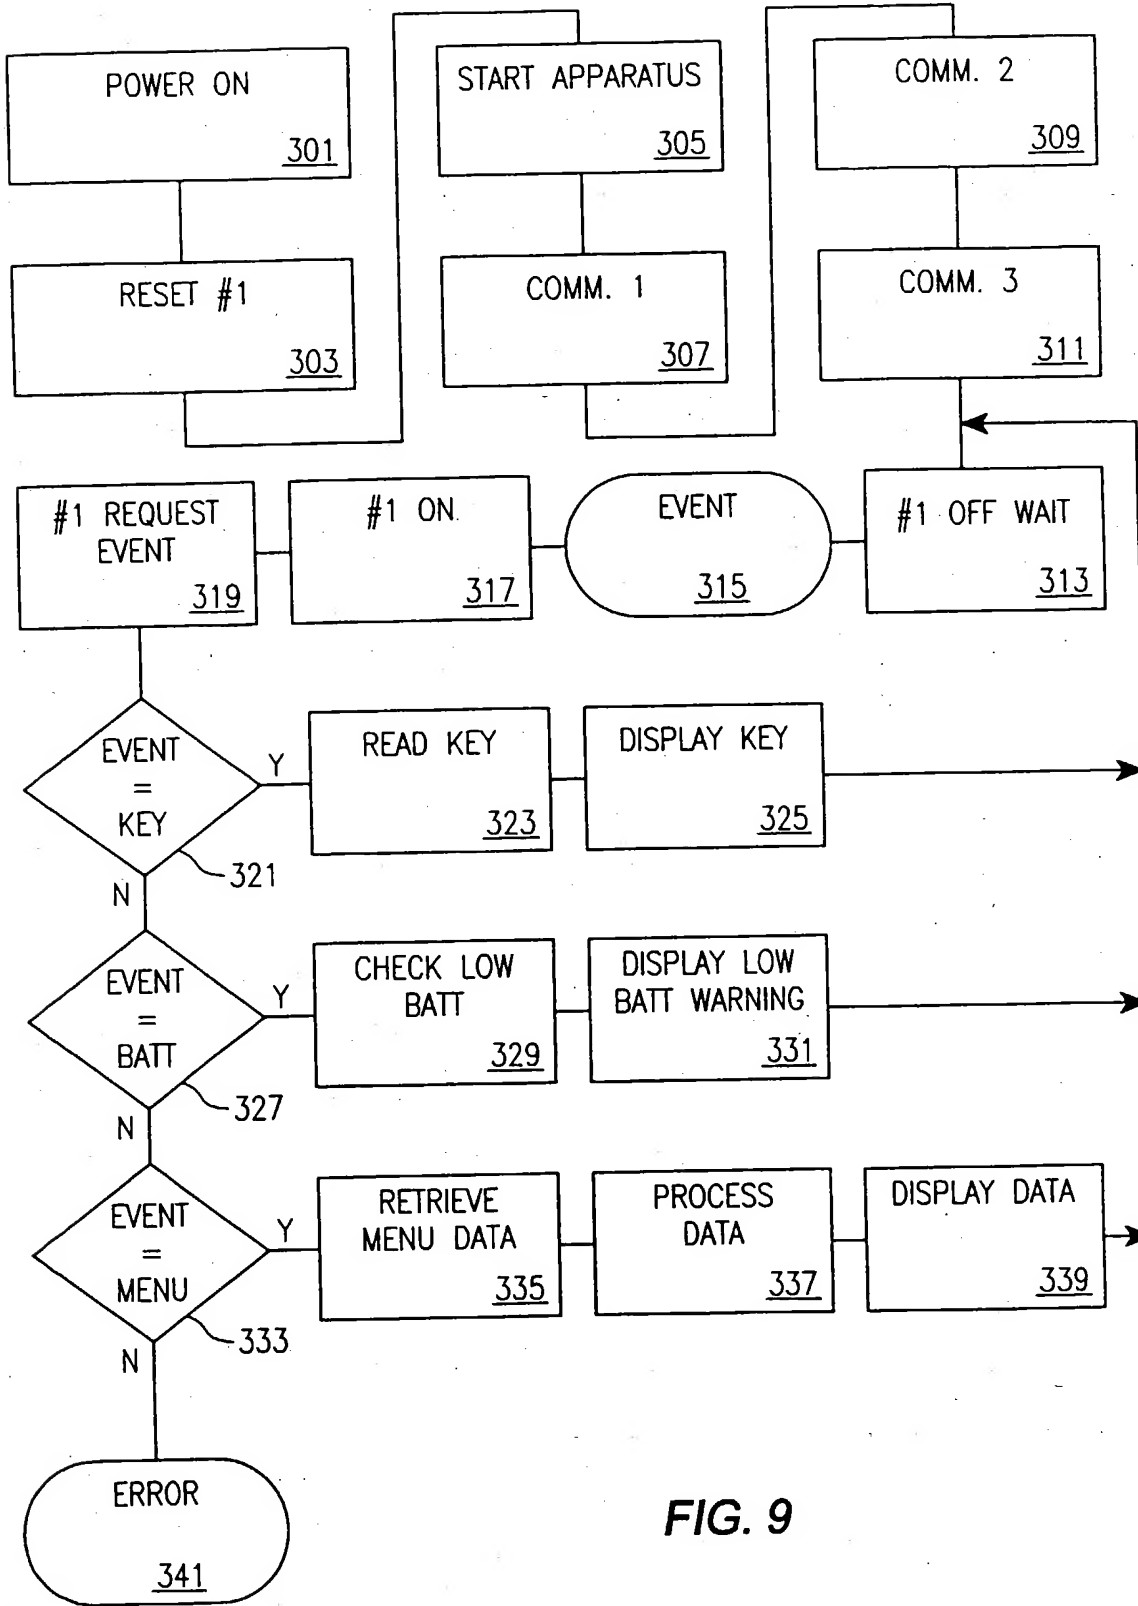 POWER ON
301
START APPARATUS
305
COMM. 2
309
RESET #1
303
COMM. 1
307
COMM. 3
311
#1 REQUEST
EVENT
319
#1 ON
317
EVENT
315
#1 OFF WAIT
313
EVENT
=
KEY
321
Y
N
READ KEY
323
DISPLAY KEY
325
EVENT
=
BATT
327
Y
N
CHECK LOW
BATT
329
DISPLAY LOW
BATT WARNING
331
EVENT
=
MENU
333
Y
N
RETRIEVE
MENU DATA
335
PROCESS
DATA
337
DISPLAY DATA
339
ERROR
341
FIG. 9